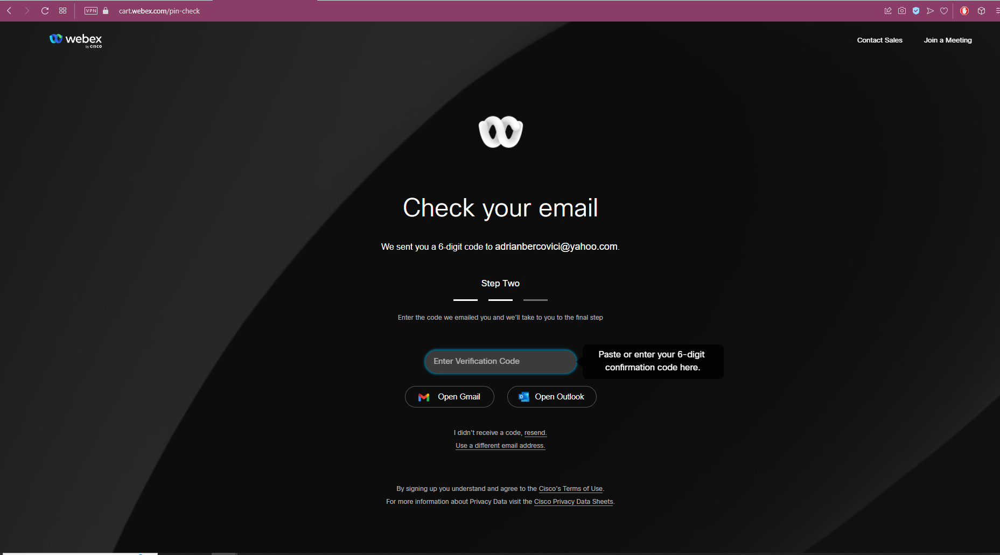 VPN
cart.webex.com/pin-check
webex
by CISCO
Contact Sales
Join a Meeting
Check your email
We sent you a 6-digit code to adrianbercovici@yahoo.com.
Step Two
Enter the code we emailed you and we'll take to you to the final step
Enter Verification Code
Paste or enter your 6-digit
confirmation code here.
Open Gmail
Open Outlook
I didn't receive a code, resend.
Use a different email address.
By signing up you understand and agree to the Cisco's Terms of Use.
For more information about Privacy Data visit the Cisco Privacy Data Sheets.